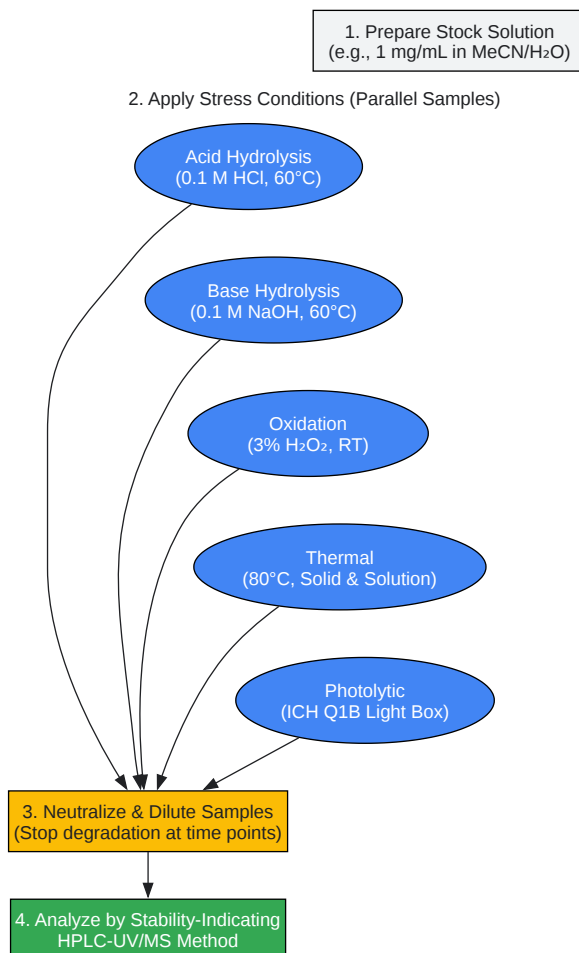 1. Prepare Stock Solution
(e.g., 1 mg/mL in MeCN/H₂O)
2. Apply Stress Conditions (Parallel Samples)
Acid Hydrolysis
(0.1 M HCl, 60°C)
Base Hydrolysis
(0.1 M NaOH, 60°C)
Oxidation
(3% H₂O₂, RT)
Thermal
(80°C, Solid & Solution)
Photolytic
(ICH Q1B Light Box)
3. Neutralize & Dilute Samples
(Stop degradation at time points)
4. Analyze by Stability-Indicating
HPLC-UV/MS Method